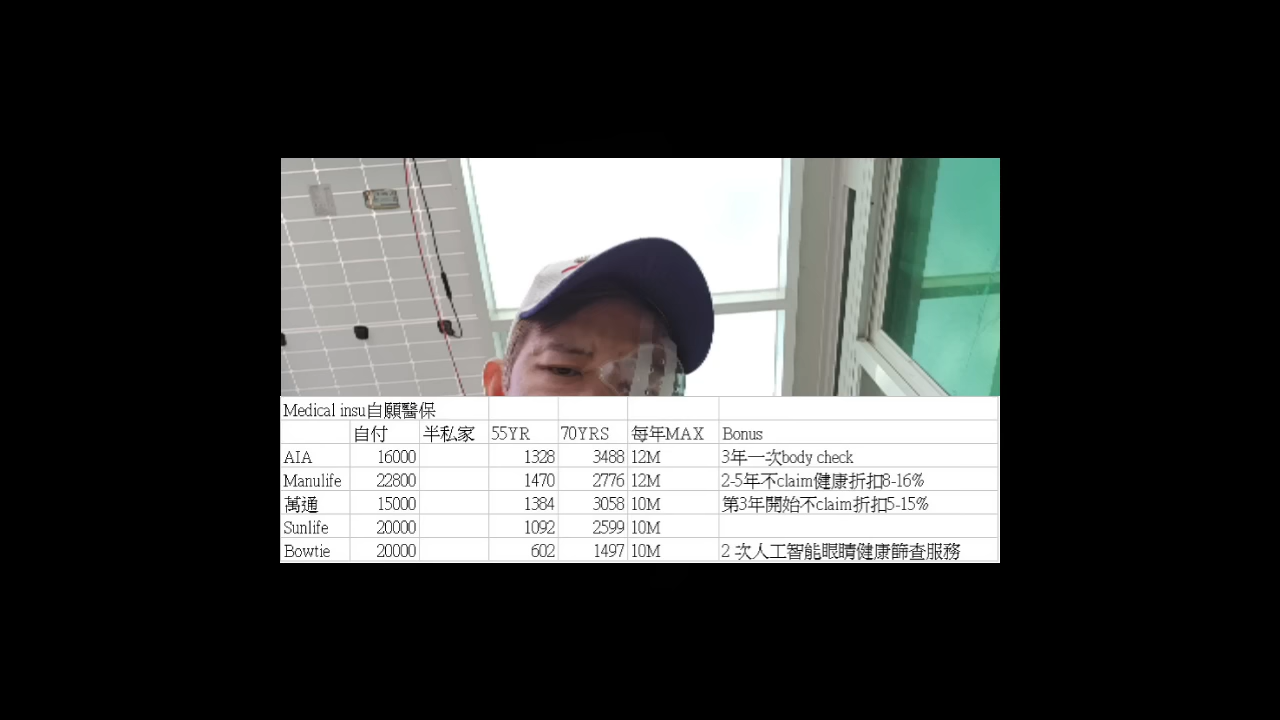 Medical insu自願醫保
自付 半私家 55YR 70YRS 每年MAX Bonus
AIA 16000 1328 3488 12M 3年一次body check
Manulife 22800 1470 2776 12M 2-5年不claim健康折扣8-16%
萬通 15000 1384 3058 10M 第3年開始不claim折扣5-15%
Sunlife 20000 1092 2599 10M
Bowtie 20000 602 1497 10M 2 次人工智能眼睛健康篩查服務